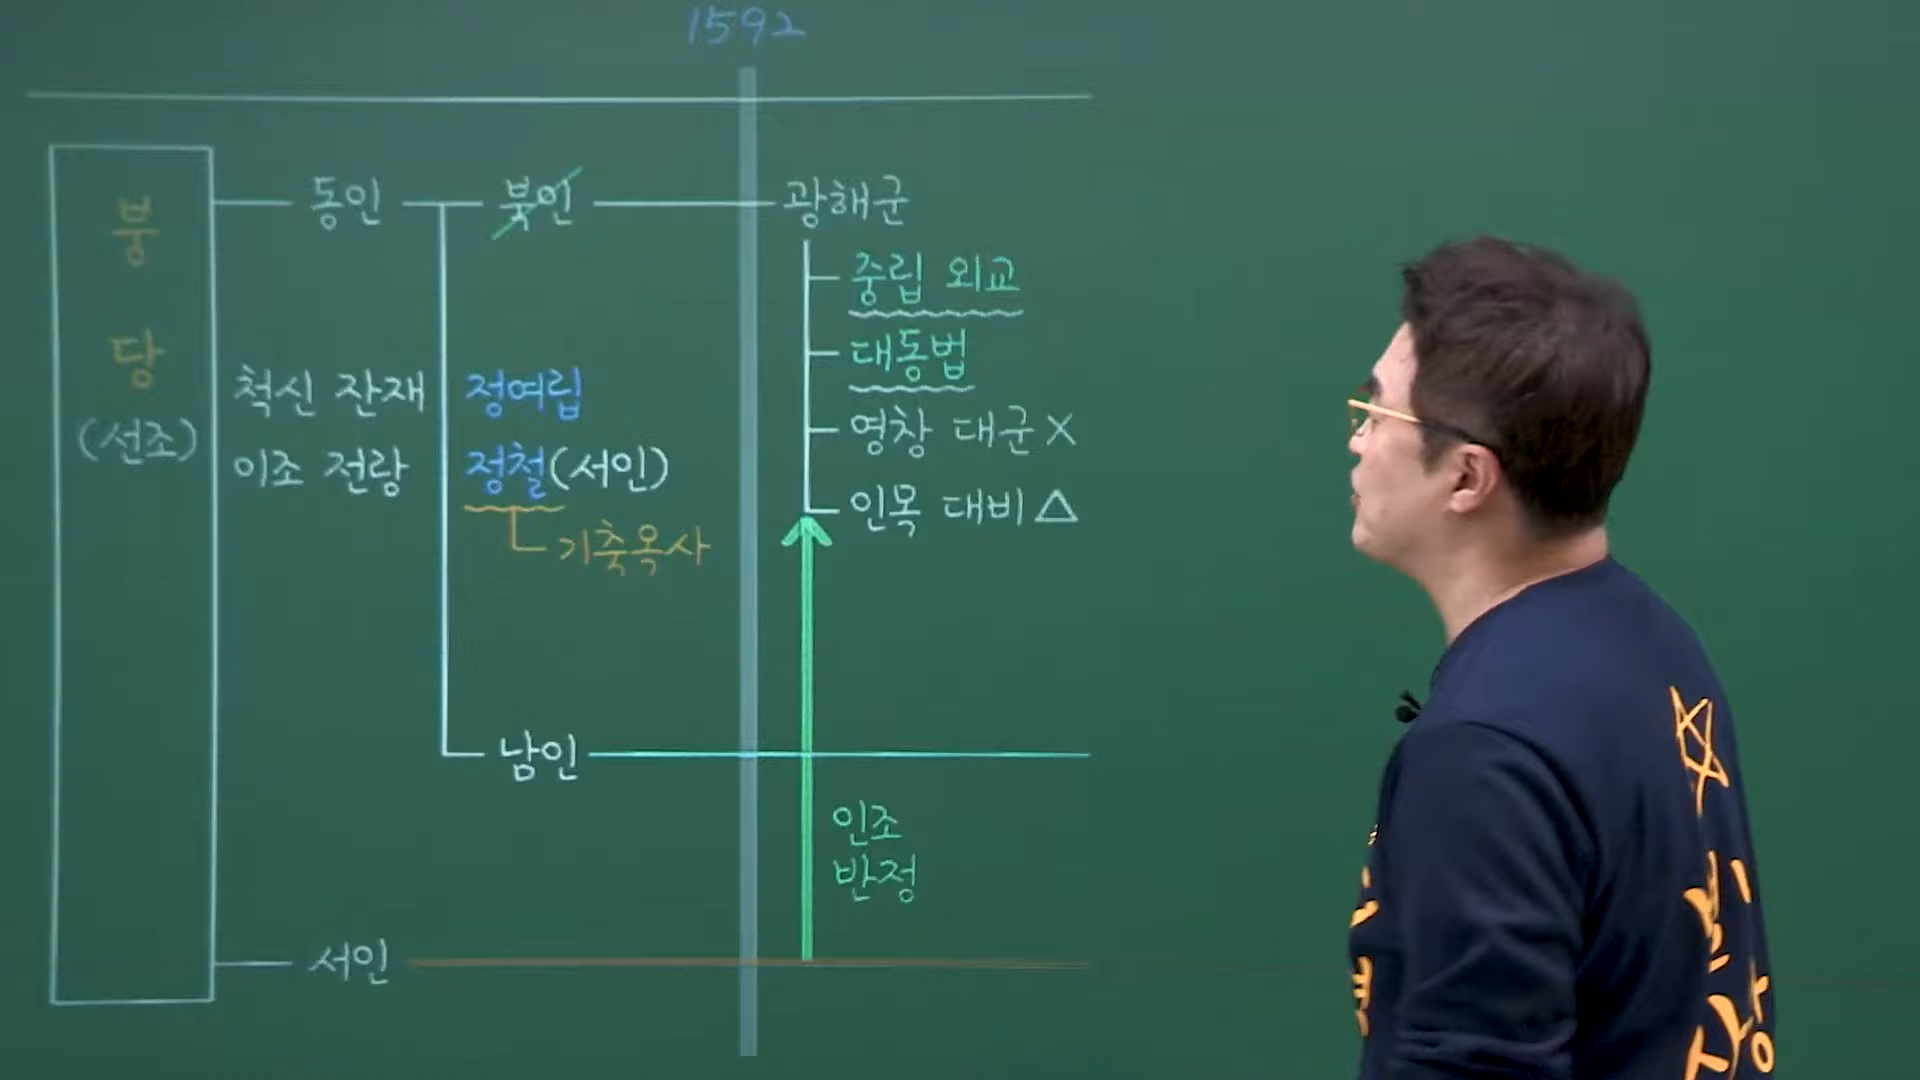 1592
붕
당
(선조)
동인
북인
광해군
중립 외교
대동법
영창 대군 X
인목 대비 △
척신 잔재
이조 전랑
정여립
정철(서인)
기축옥사
남인
인조
반정
서인